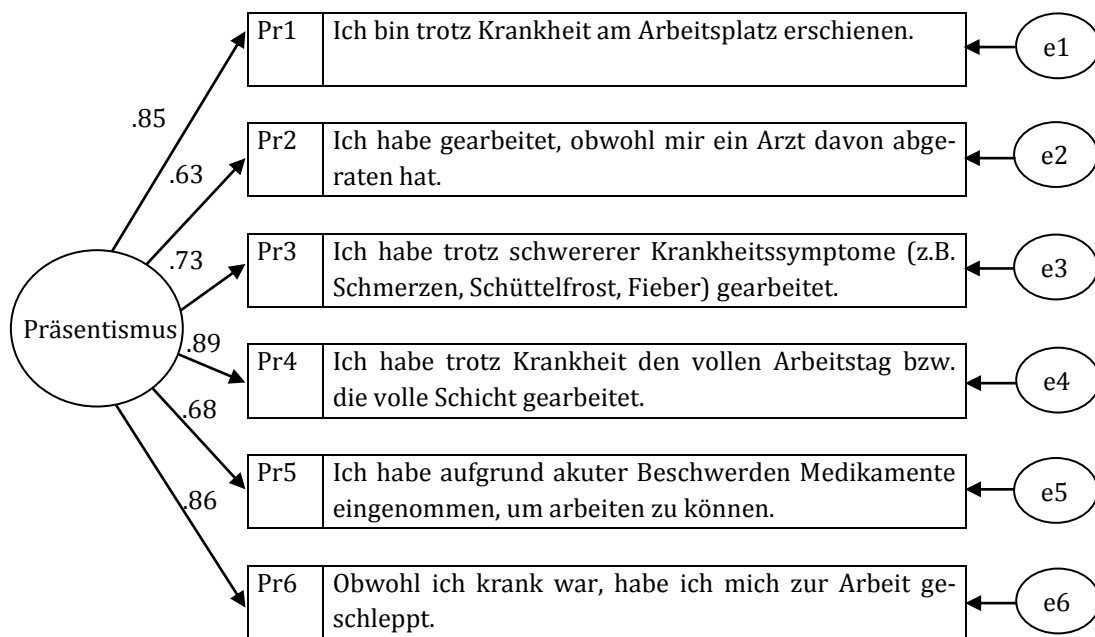 Pr1 Ich bin trotz Krankheit am Arbeitsplatz erschienen.
e1
.85
Pr2 Ich habe gearbeitet, obwohl mir ein Arzt davon abge-
raten hat.
e2
.63
Pr3 Ich habe trotz schwererer Krankheitssymptome (z.B.
Schmerzen, Schüttelfrost, Fieber) gearbeitet.
e3
.73
Präsentismus
Pr4 Ich habe trotz Krankheit den vollen Arbeitstag bzw.
die volle Schicht gearbeitet.
e4
.89
Pr5 Ich habe aufgrund akuter Beschwerden Medikamente
eingenommen, um arbeiten zu können.
e5
.68
Pr6 Obwohl ich krank war, habe ich mich zur Arbeit ge-
schleppt.
e6
.86